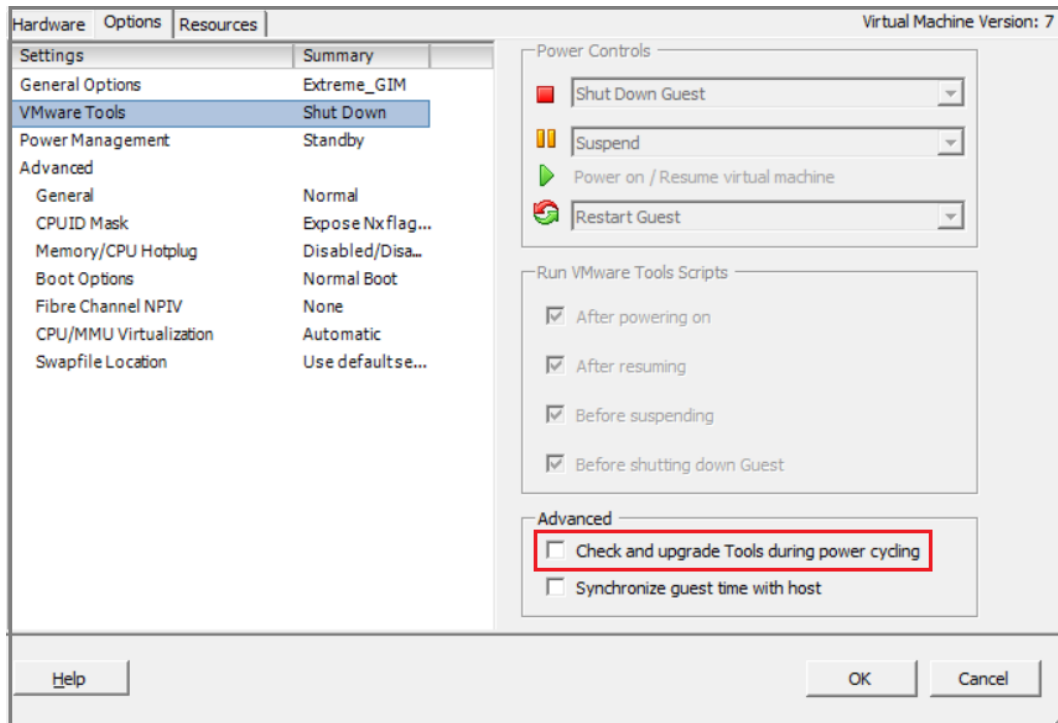 Hardware Options Resources Virtual Machine Version: 7
Settings Summary
General Options Extreme_GIM
VMware Tools Shut Down
Power Management Standby
Advanced
General Normal
CPUID Mask Expose Nx flag...
Memory/CPU Hotplug Disabled/Disa...
Boot Options Normal Boot
Fibre Channel NPIV None
CPU/MMU Virtualization Automatic
Swapfile Location Use default se...
Power Controls
Shut Down Guest
Suspend
Power on / Resume virtual machine
Restart Guest
Run VMware Tools Scripts
After powering on
After resuming
Before suspending
Before shutting down Guest
Advanced
Check and upgrade Tools during power cycling
Synchronize guest time with host
Help OK Cancel